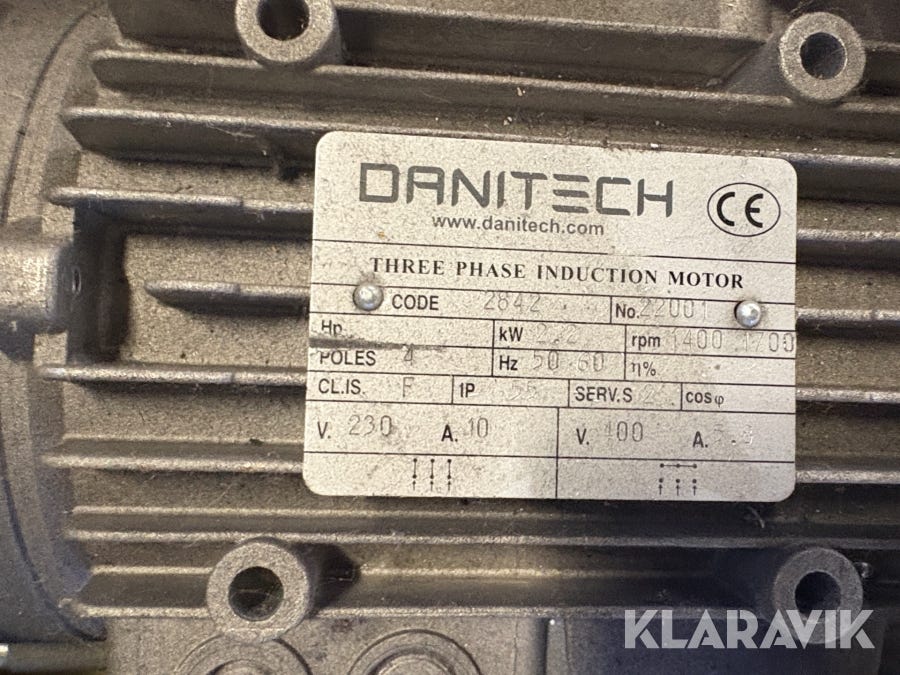 DANITECH
www.danitech.com
CE
THREE PHASE INDUCTION MOTOR
CODE 2842 No. 22001
Hp kW 2.2 rpm 1400 1700
POLES 4 Hz 50 60 η%
CL.IS. F IP 55 SERV.S cosφ
V. 230 A. 10 V. 400 A.
KLARAVIK